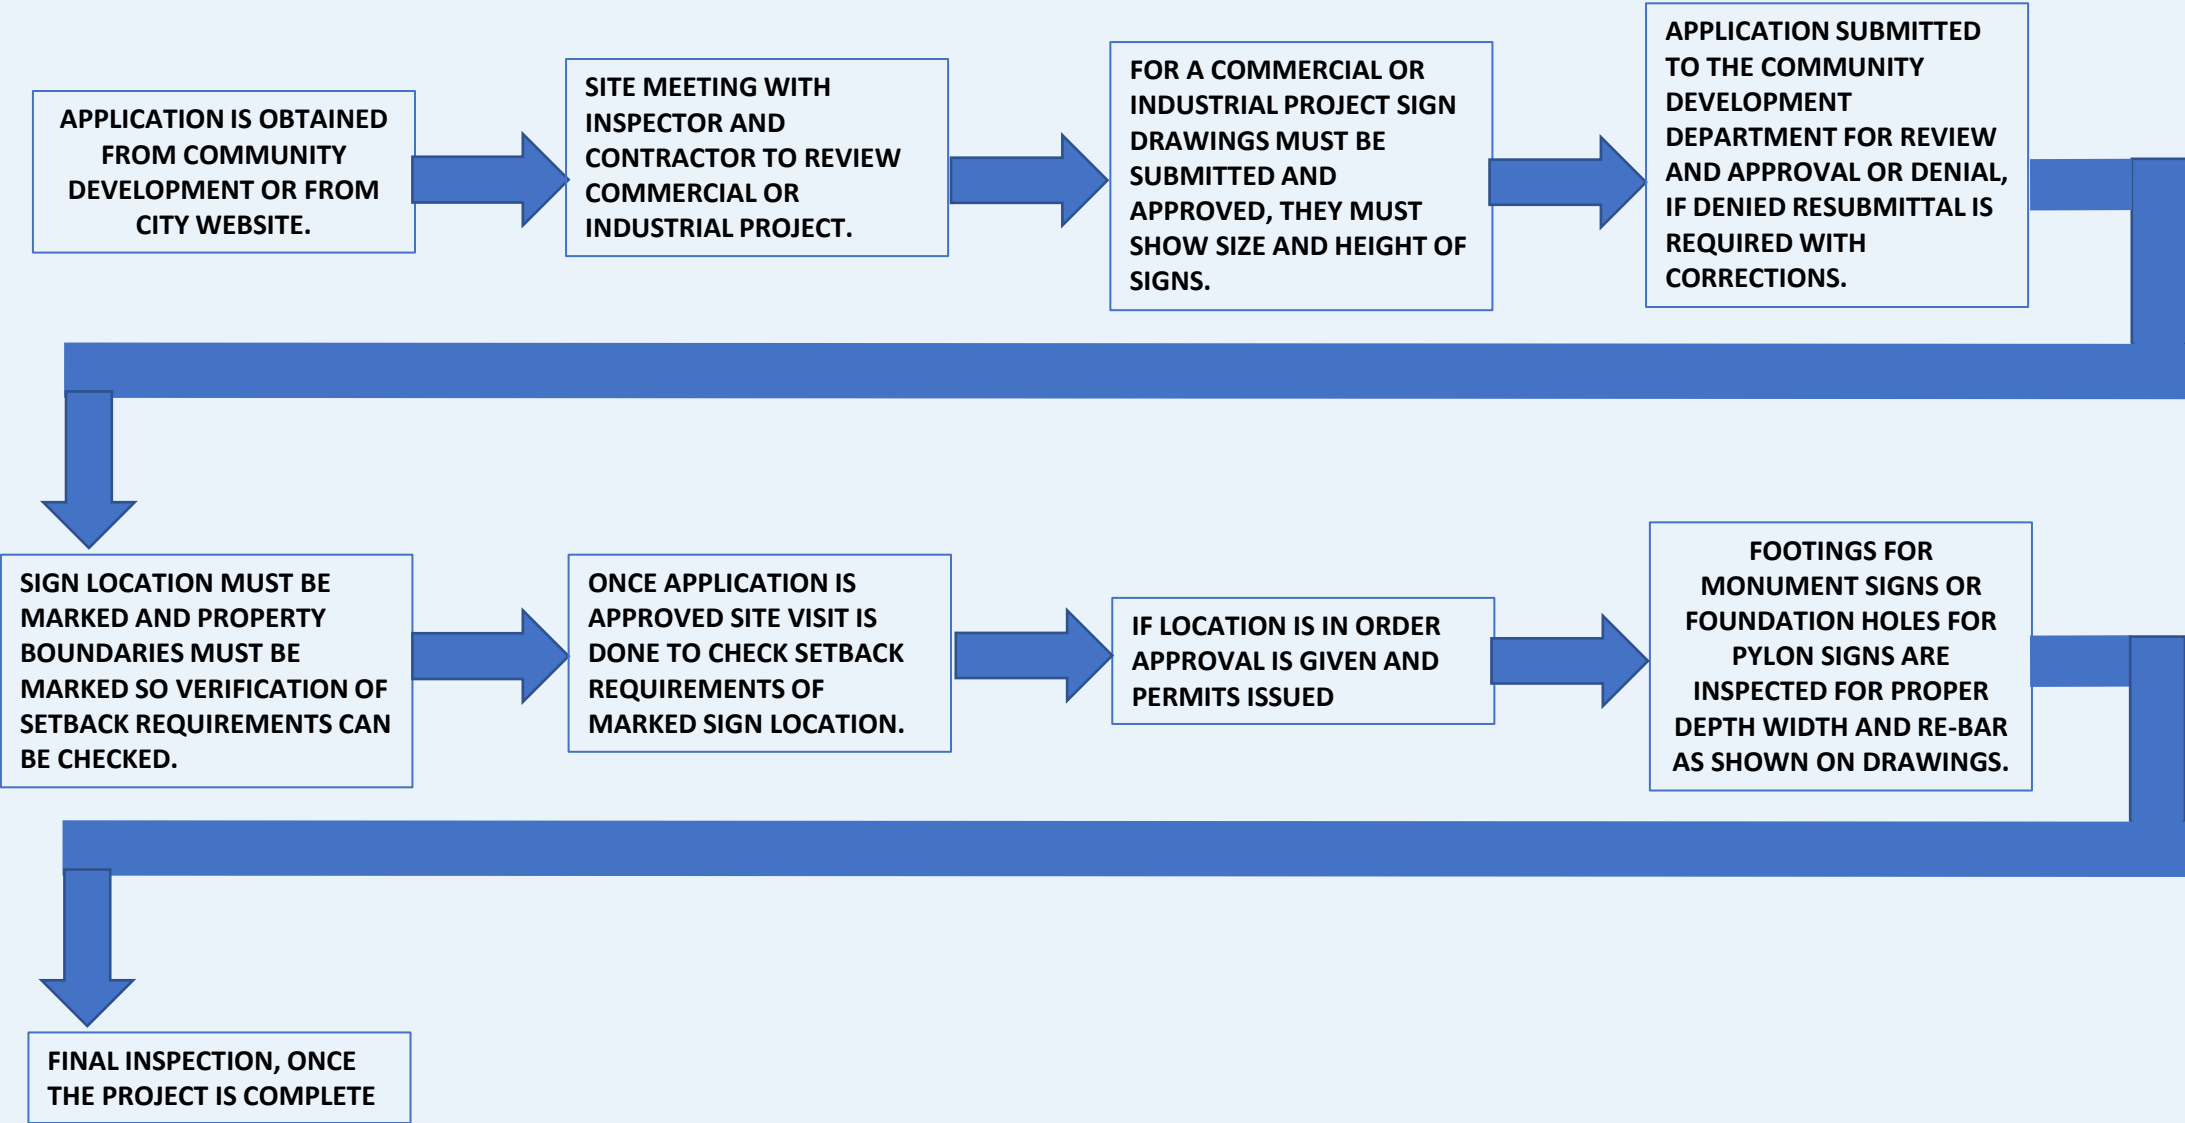 APPLICATION IS OBTAINED
FROM COMMUNITY
DEVELOPMENT OR FROM
CITY WEBSITE.
SITE MEETING WITH
INSPECTOR AND
CONTRACTOR TO REVIEW
COMMERCIAL OR
INDUSTRIAL PROJECT.
FOR A COMMERCIAL OR
INDUSTRIAL PROJECT SIGN
DRAWINGS MUST BE
SUBMITTED AND
APPROVED, THEY MUST
SHOW SIZE AND HEIGHT OF
SIGNS.
APPLICATION SUBMITTED
TO THE COMMUNITY
DEVELOPMENT
DEPARTMENT FOR REVIEW
AND APPROVAL OR DENIAL,
IF DENIED RESUBMITTAL IS
REQUIRED WITH
CORRECTIONS.
SIGN LOCATION MUST BE
MARKED AND PROPERTY
BOUNDARIES MUST BE
MARKED SO VERIFICATION OF
SETBACK REQUIREMENTS CAN
BE CHECKED.
ONCE APPLICATION IS
APPROVED SITE VISIT IS
DONE TO CHECK SETBACK
REQUIREMENTS OF
MARKED SIGN LOCATION.
IF LOCATION IS IN ORDER
APPROVAL IS GIVEN AND
PERMITS ISSUED
FOOTINGS FOR
MONUMENT SIGNS OR
FOUNDATION HOLES FOR
PYLON SIGNS ARE
INSPECTED FOR PROPER
DEPTH WIDTH AND RE-BAR
AS SHOWN ON DRAWINGS.
FINAL INSPECTION, ONCE
THE PROJECT IS COMPLETE